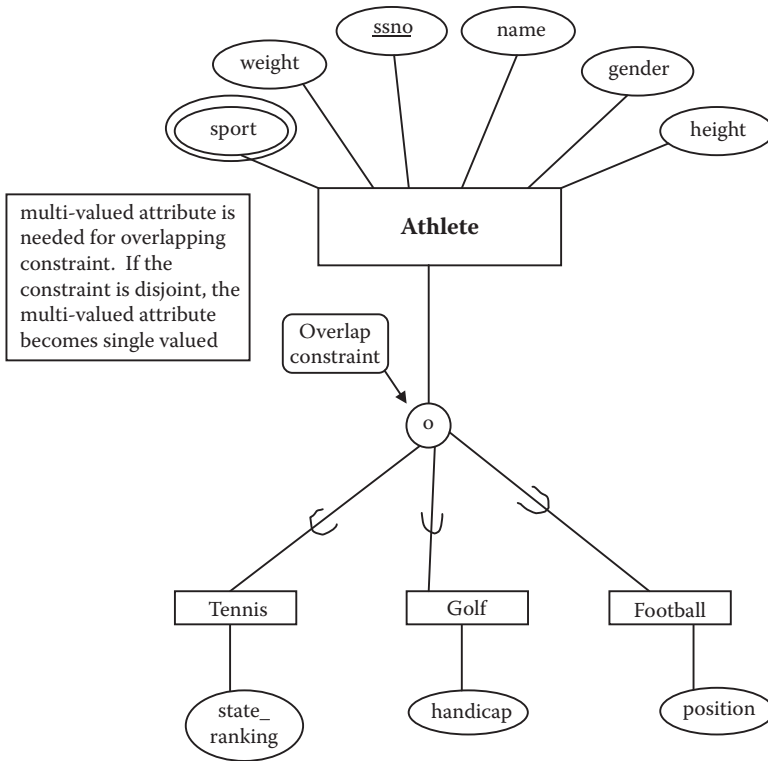 ssno
name
weight
gender
sport
height
multi-valued attribute is
needed for overlapping
constraint. If the
constraint is disjoint, the
multi-valued attribute
becomes single valued
Athlete
Overlap
constraint
o
Tennis
Golf
Football
state_
ranking
handicap
position